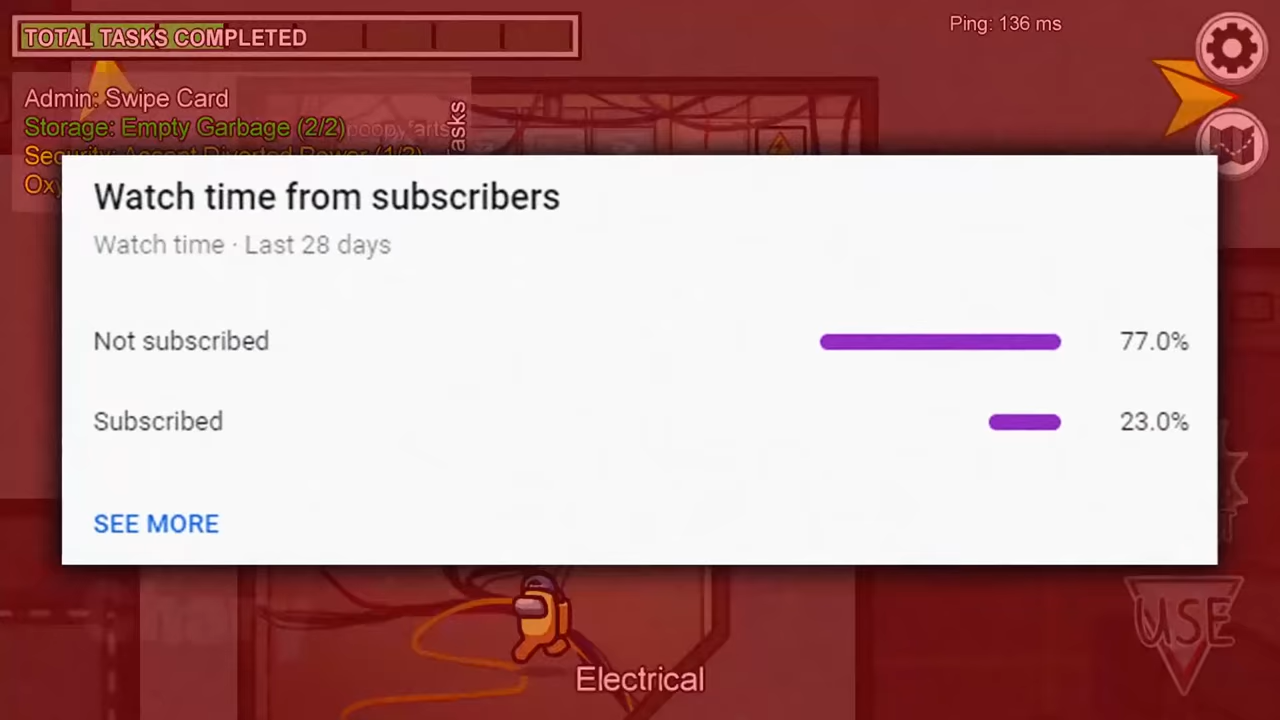 TOTAL TASKS COMPLETED
Ping: 136 ms
Admin: Swipe Card
Storage: Empty Garbage (2/2)
Tasks
Watch time from subscribers
Watch time · Last 28 days
Not subscribed 77.0%
Subscribed 23.0%
SEE MORE
USE
Electrical